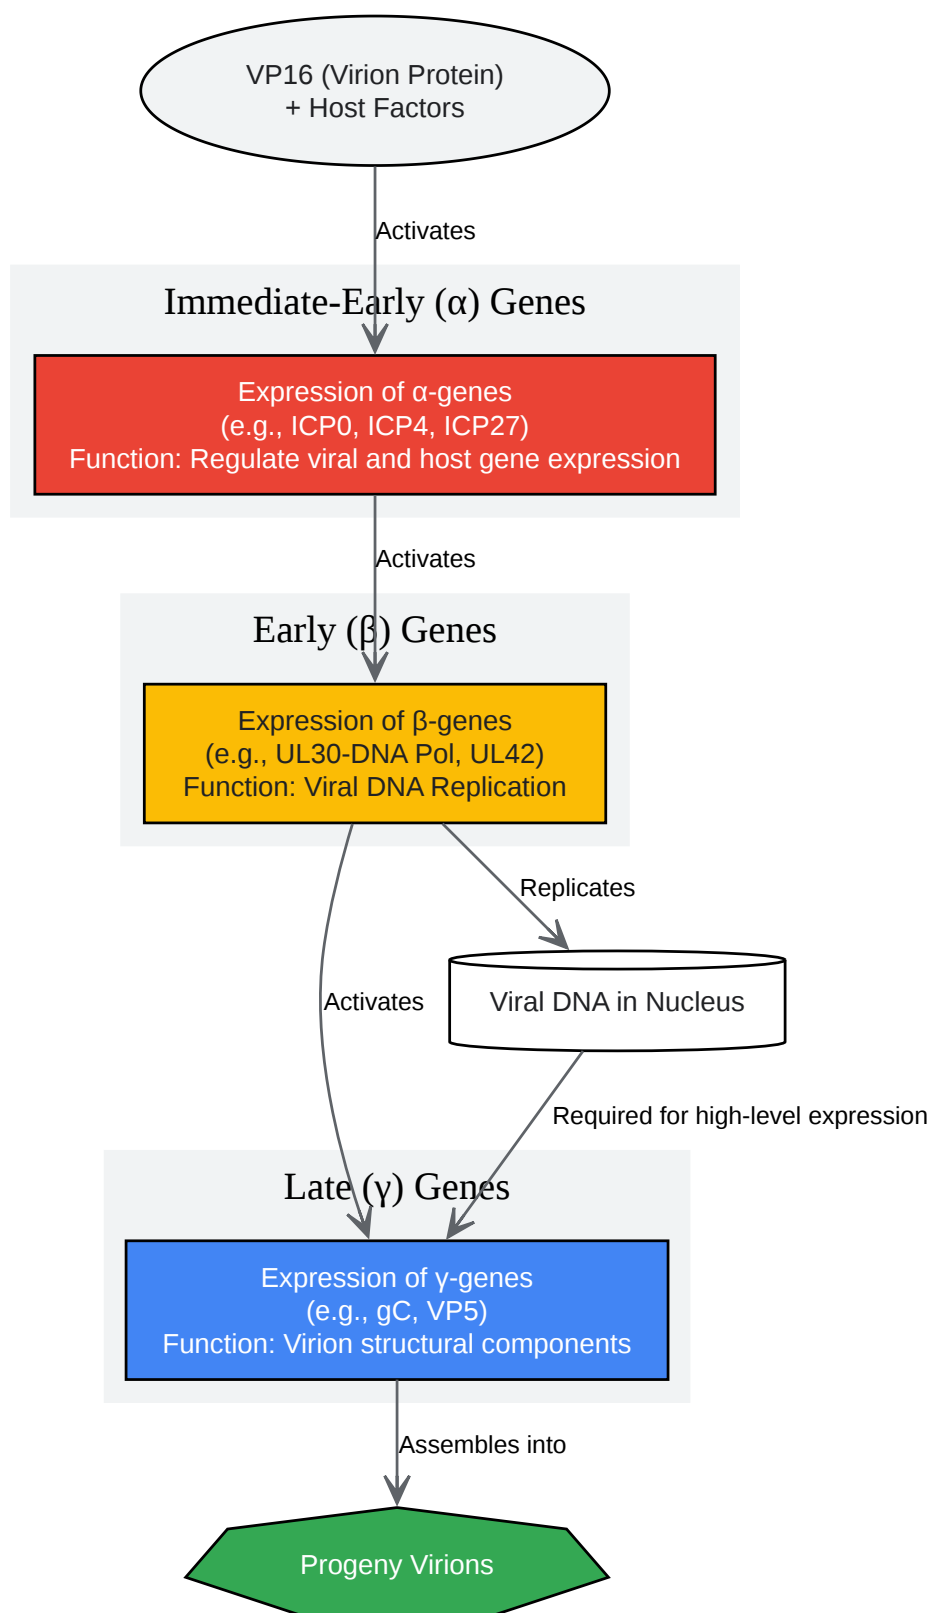 VP16 (Virion Protein)
+ Host Factors
Activates
Immediate-Early (α) Genes
Expression of α-genes
(e.g., ICP0, ICP4, ICP27)
Function: Regulate viral and host gene expression
Activates
Early (β) Genes
Expression of β-genes
(e.g., UL30-DNA Pol, UL42)
Function: Viral DNA Replication
Replicates
Activates
Viral DNA in Nucleus
Required for high-level expression
Late (γ) Genes
Expression of γ-genes
(e.g., gC, VP5)
Function: Virion structural components
Assembles into
Progeny Virions